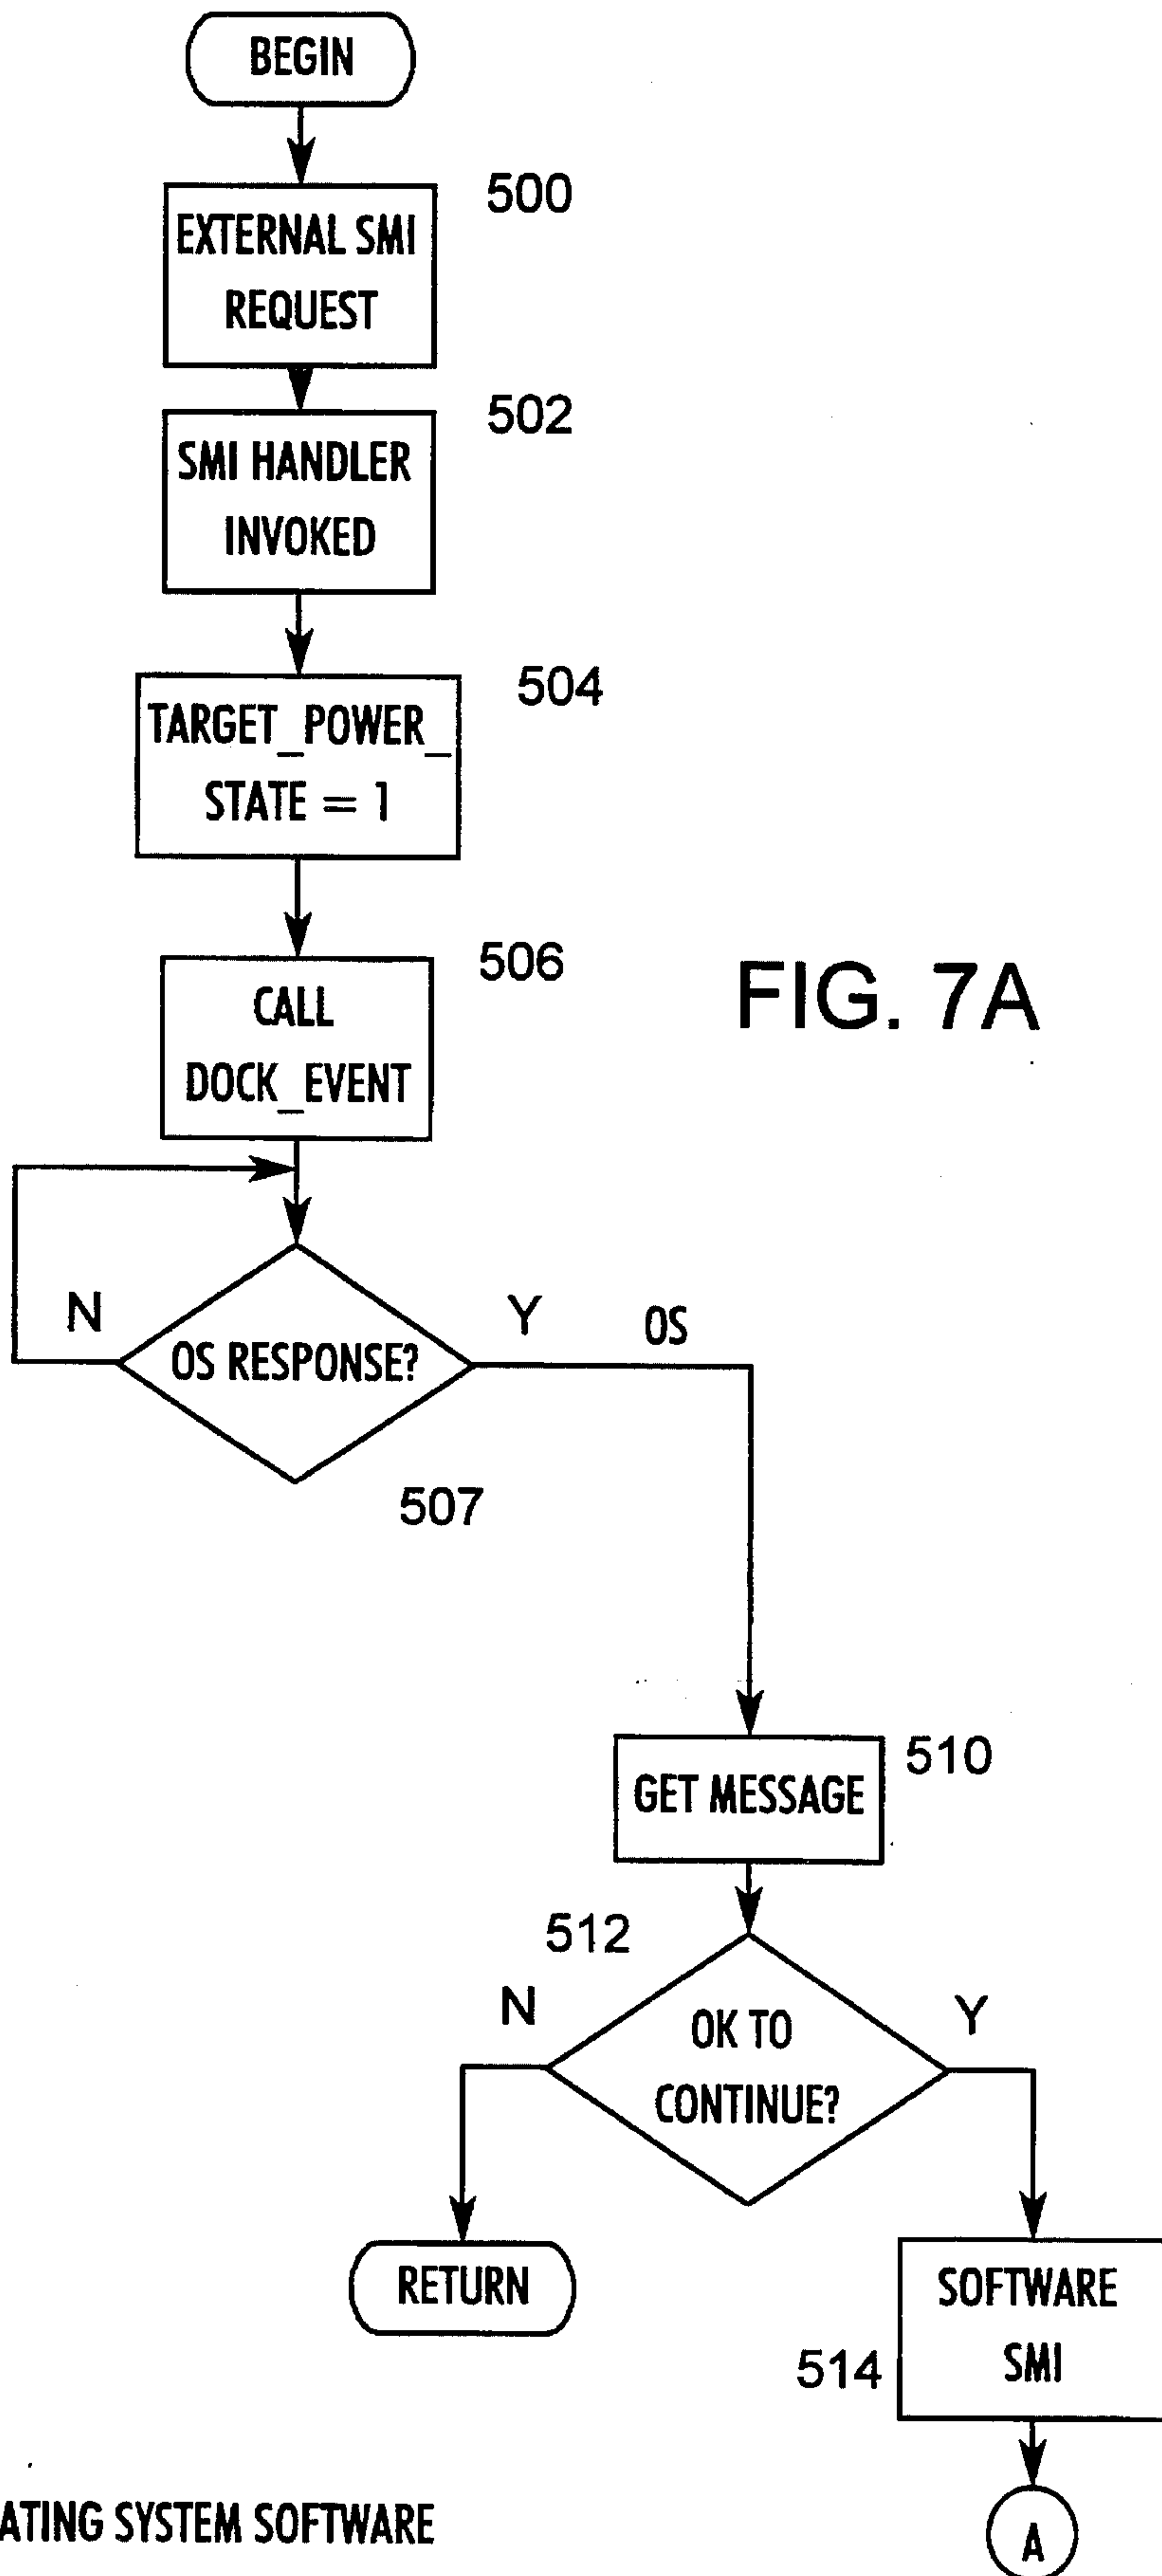 BEGIN
500
EXTERNAL SMI
REQUEST
502
SMI HANDLER
INVOKED
504
TARGET_POWER_
STATE = 1
506
CALL
DOCK_EVENT
FIG. 7A
N
OS RESPONSE?
Y
OS
507
510
GET MESSAGE
512
N
OK TO
CONTINUE?
Y
RETURN
SOFTWARE
SMI
514
ATING SYSTEM SOFTWARE
A